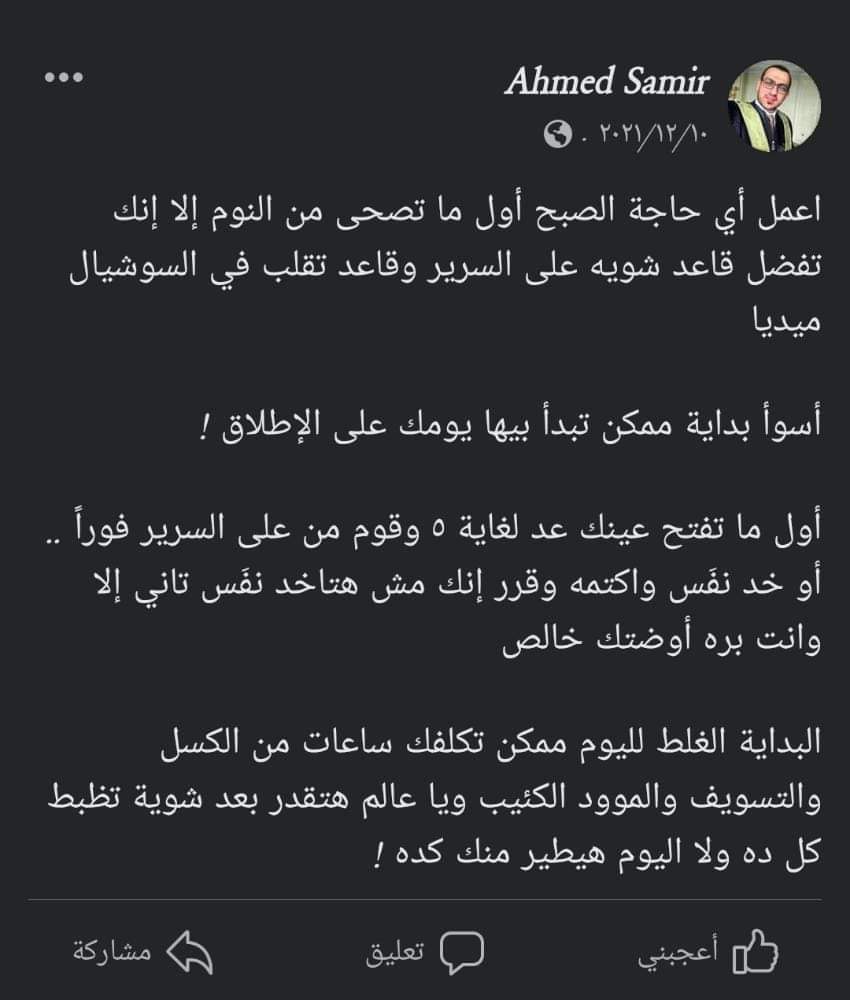 Ahmed Samir
٢٠٢١/١٢/١٠ .
اعمل أي حاجة الصبح أول ما تصحى من النوم إلا إنك
تفضل قاعد شويه على السرير وقاعد تقلب في السوشيال
ميديا
أسوأ بداية ممكن تبدأ بيها يومك على الإطلاق !
أول ما تفتح عينك عد لغاية ٥ وقوم من على السرير فوراً ..
أو خد نفَس واكتمه وقرر إنك مش هتاخد نفَس تاني إلا
وانت بره أوضتك خالص
البداية الغلط لليوم ممكن تكلفك ساعات من الكسل
والتسويف والموود الكئيب ويا عالم هتقدر بعد شوية تظبط
كل ده ولا اليوم هيطير منك كده !
أعجبني
تعليق
مشاركة